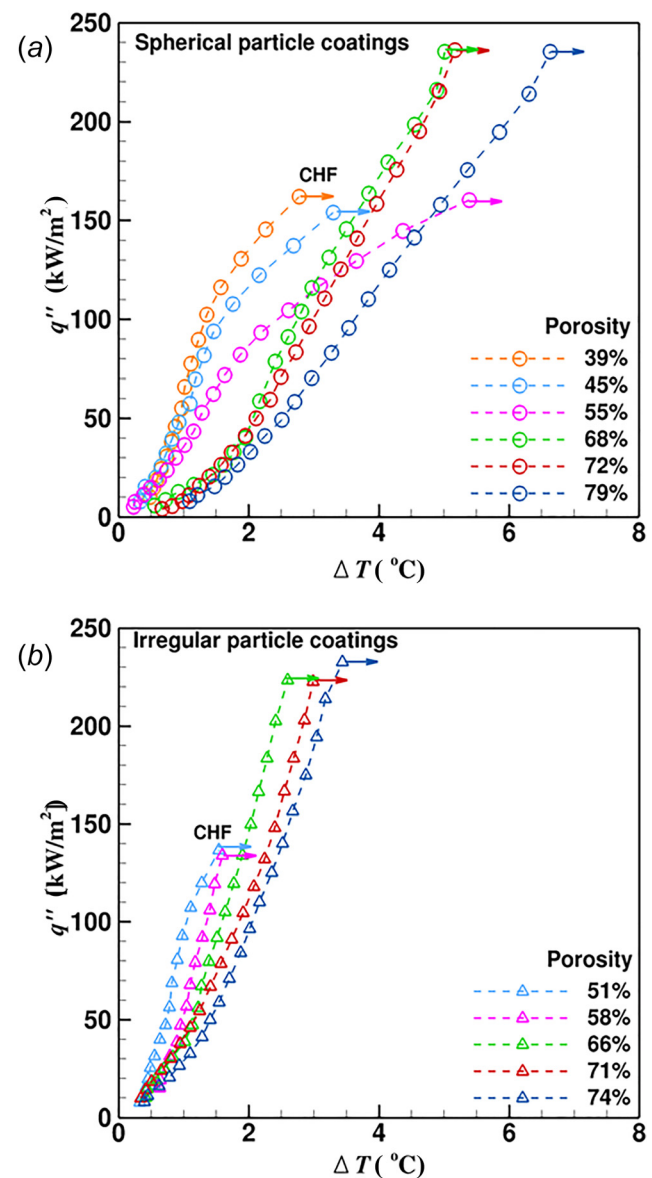 (a)
Spherical particle coatings
250
200
150
100
50
0
q'' (kW/m²)
CHF
Porosity
39%
45%
55%
68%
72%
79%
0 2 4 6 8
Δ T ( °C)
(b)
Irregular particle coatings
250
200
150
100
50
0
q'' (kW/m²)
CHF
Porosity
51%
58%
66%
71%
74%
0 2 4 6 8
Δ T ( °C)